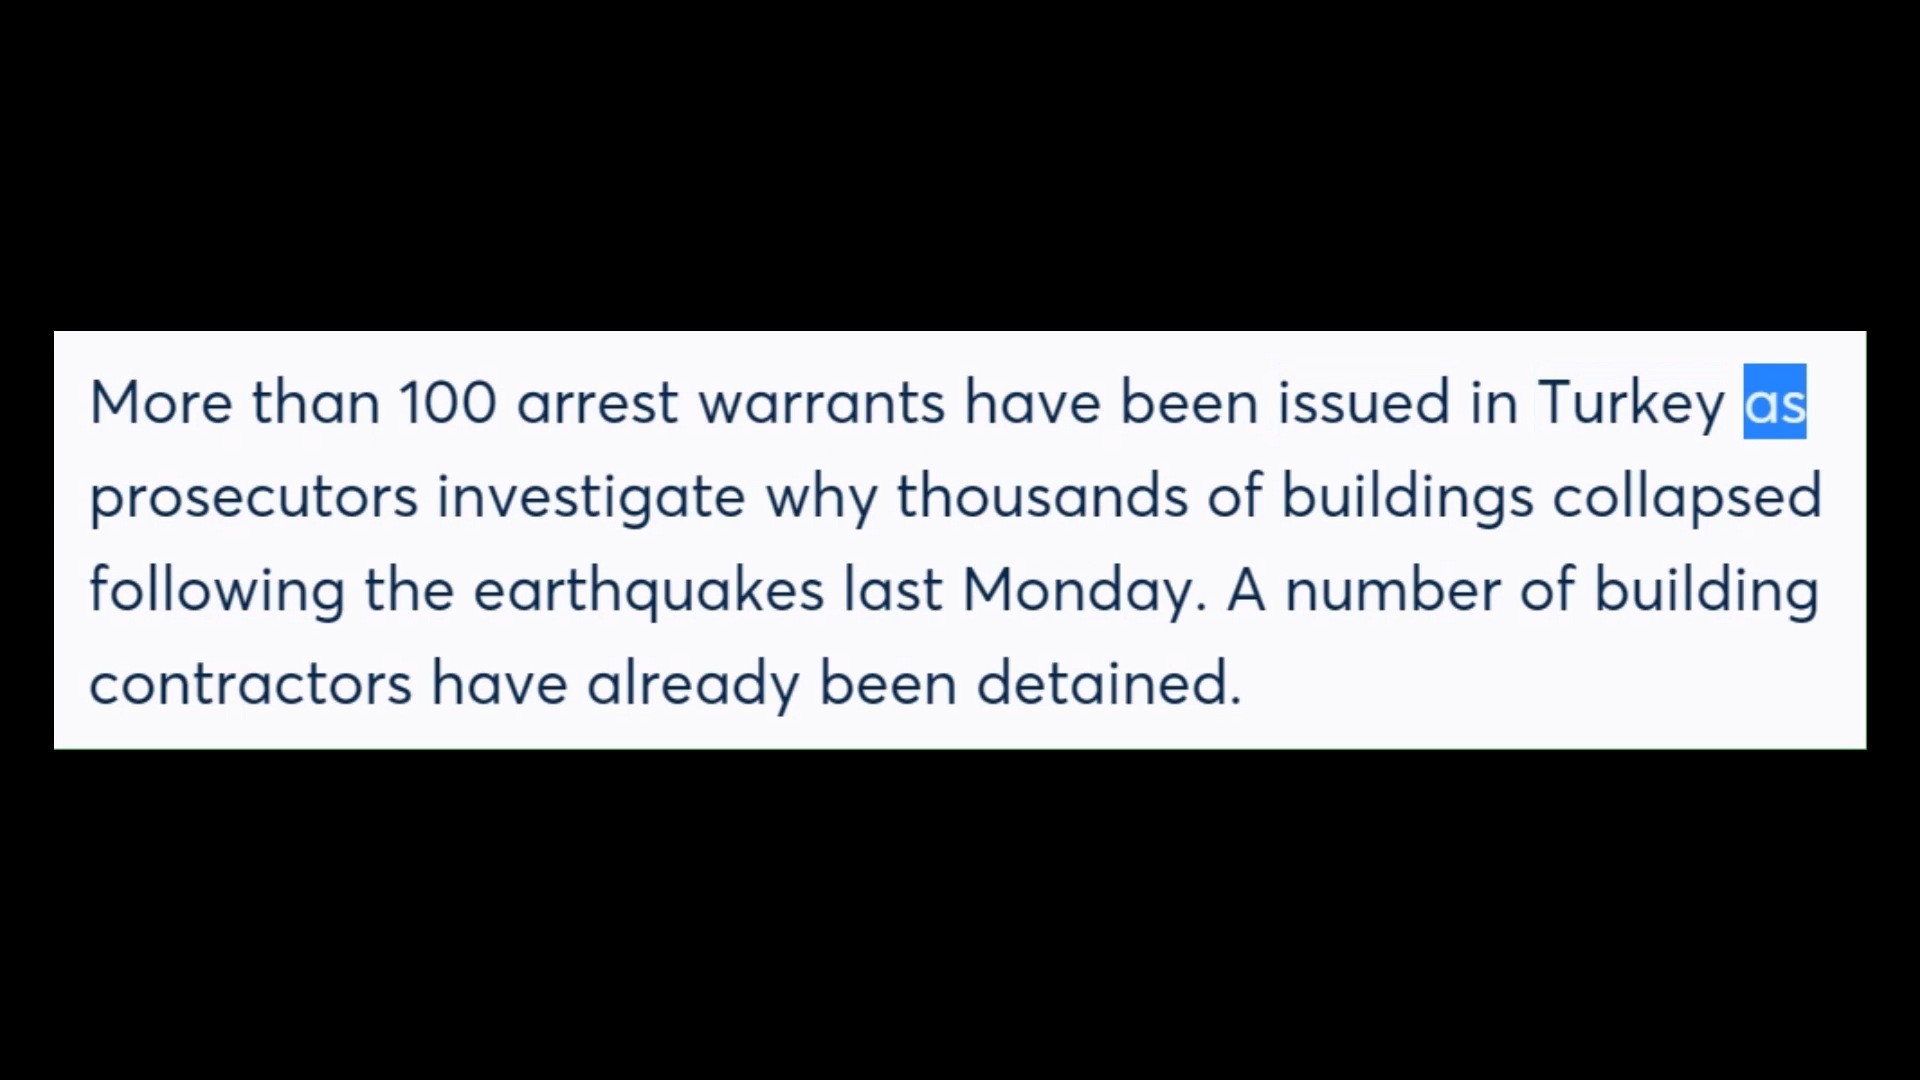 More than 100 arrest warrants have been issued in Turkey as
prosecutors investigate why thousands of buildings collapsed
following the earthquakes last Monday. A number of building
contractors have already been detained.